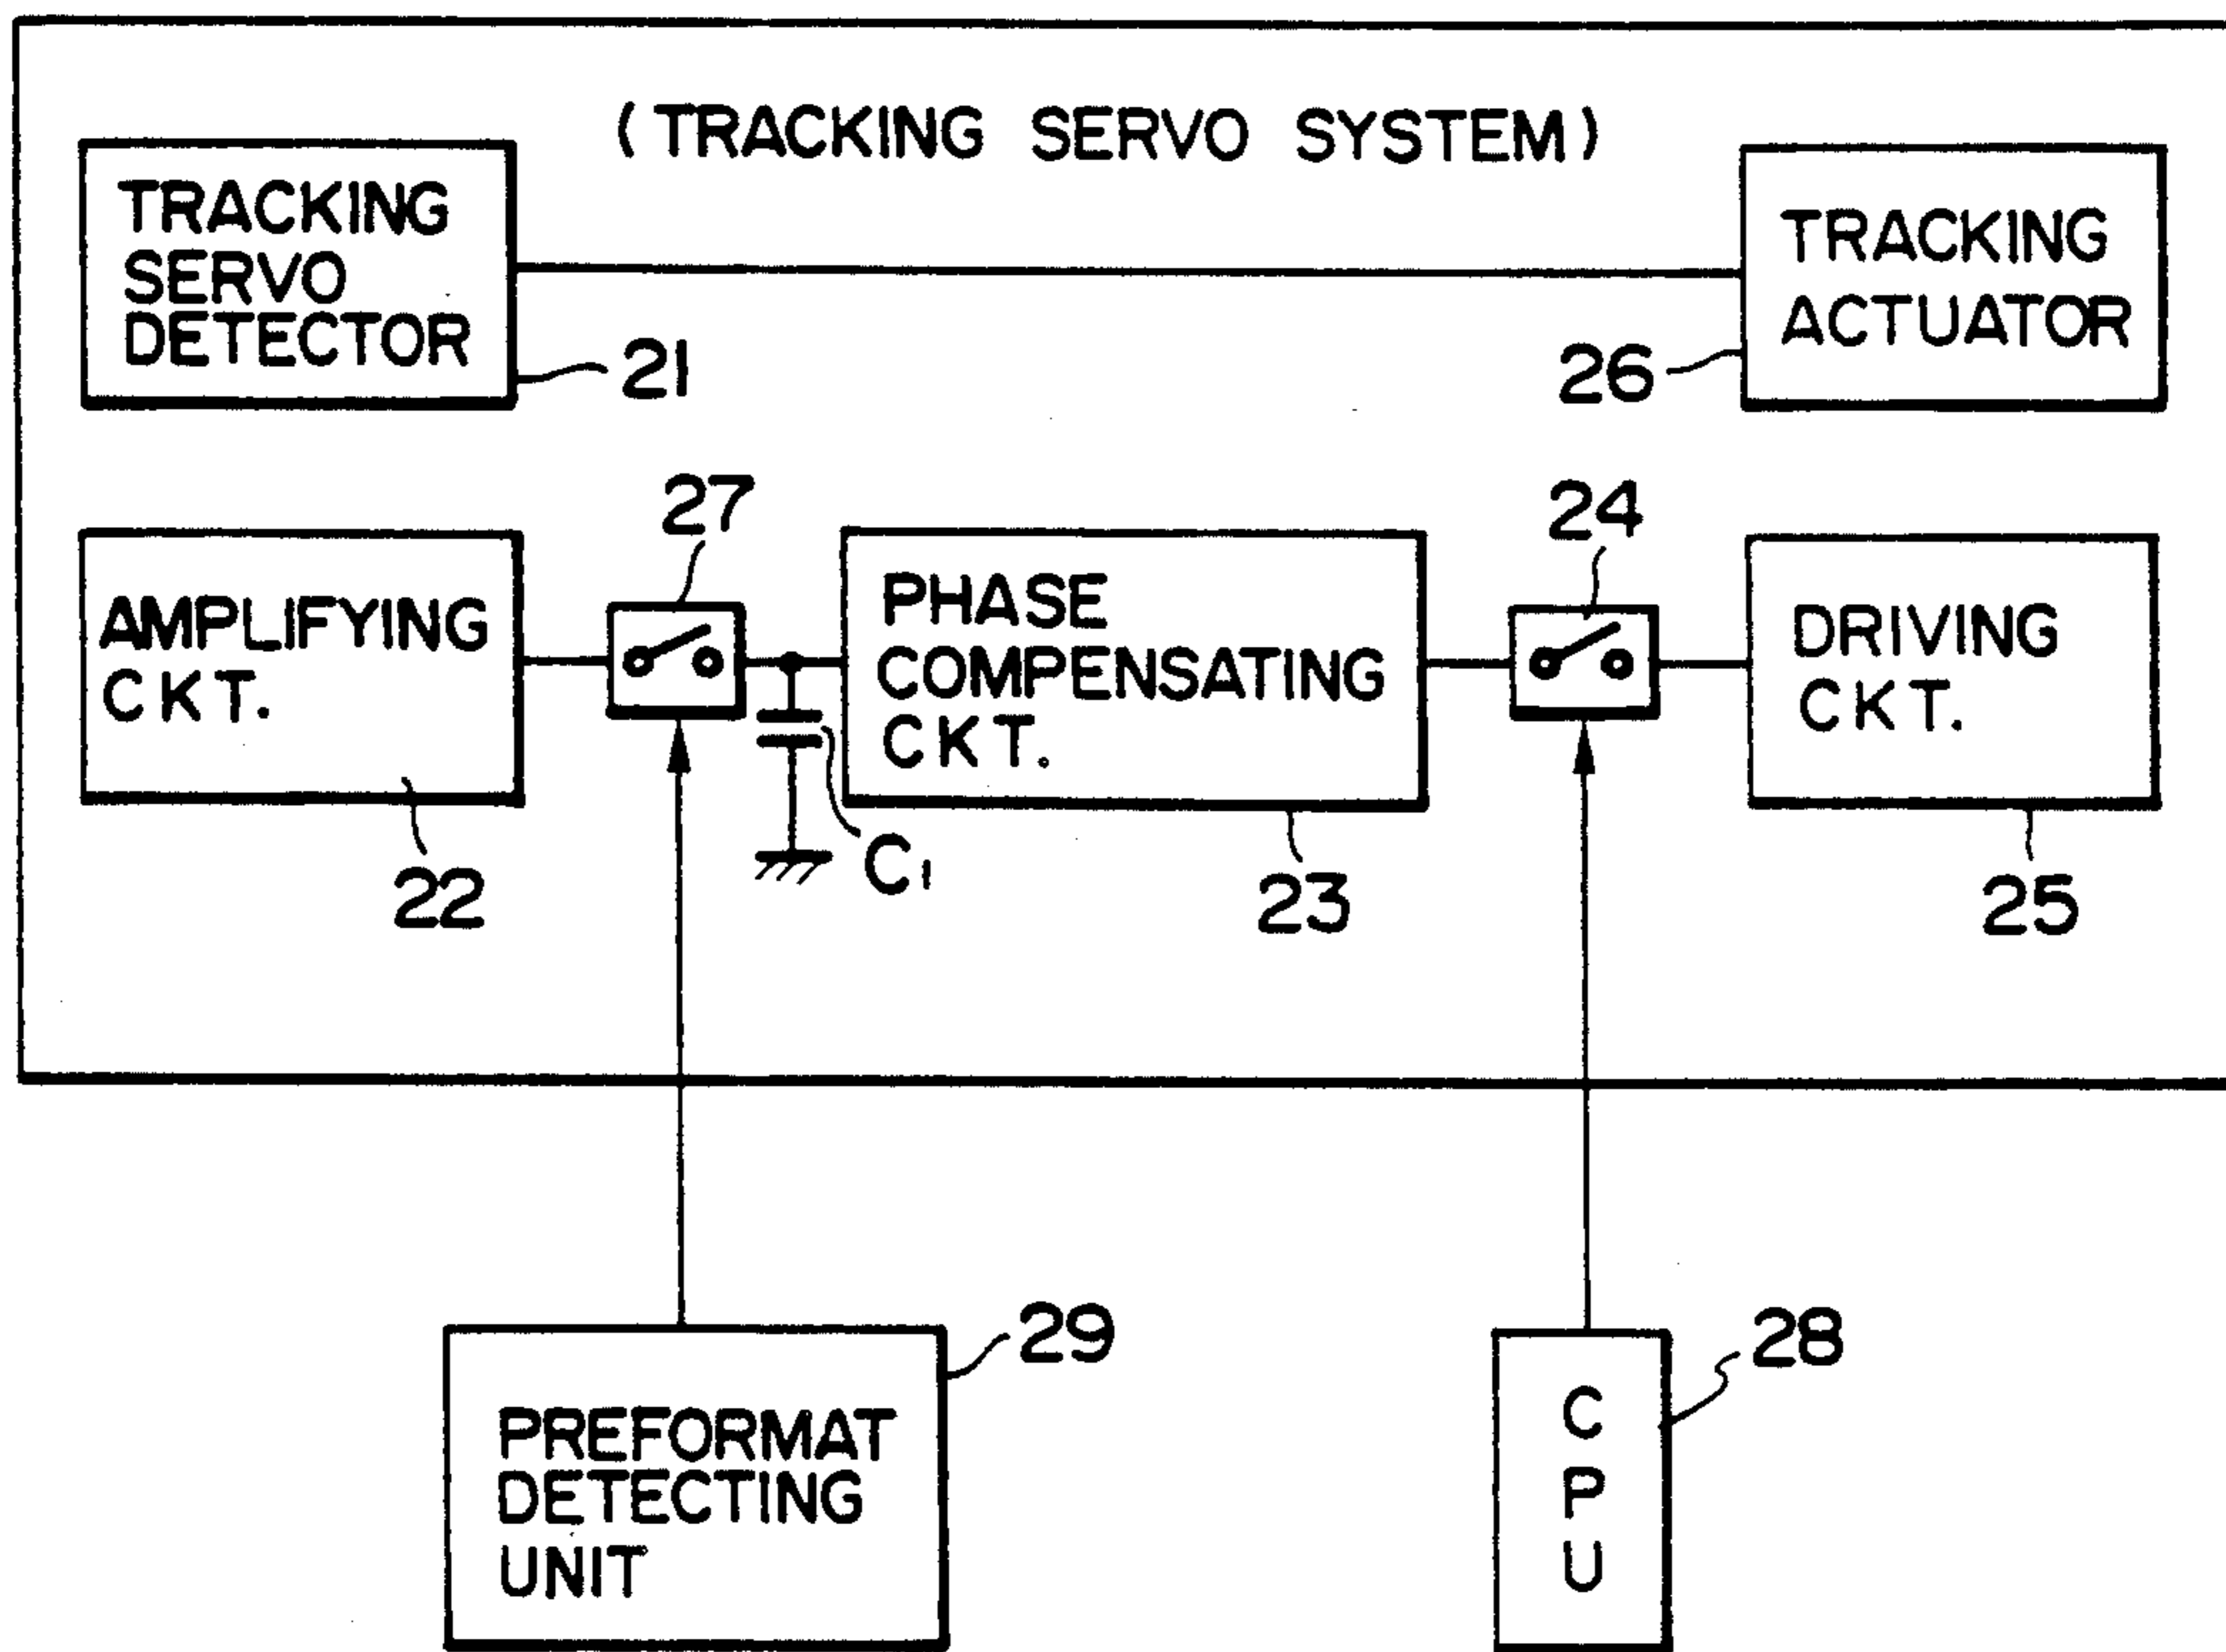 (TRACKING SERVO SYSTEM)
TRACKING
SERVO
DETECTOR
21
TRACKING
ACTUATOR
26
27
24
AMPLIFYING
CKT.
22
PHASE
COMPENSATING
CKT.
23
DRIVING
CKT.
25
C1
29
PREFORMAT
DETECTING
UNIT
28
C
P
U